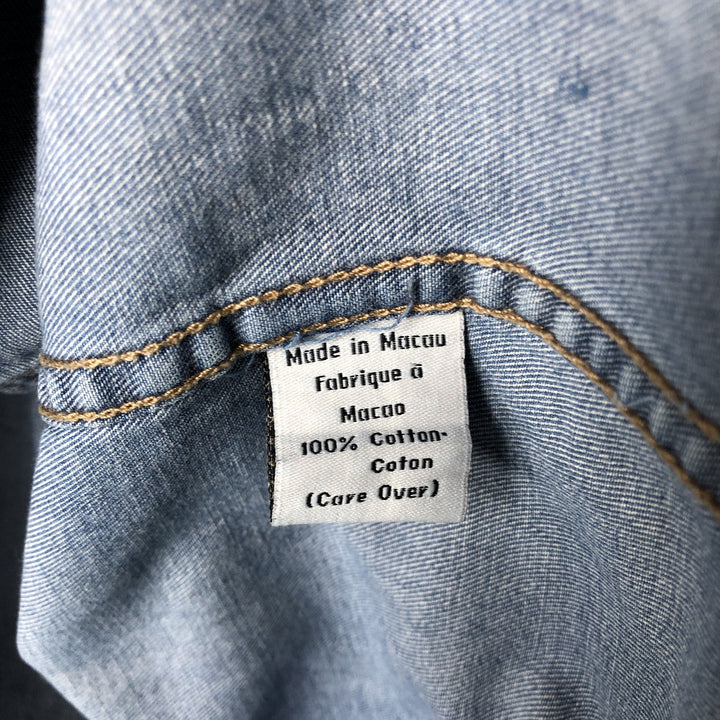 Made in Macau
Fabrique à
Macao
100% Cotton-
Coton
(Care Over)